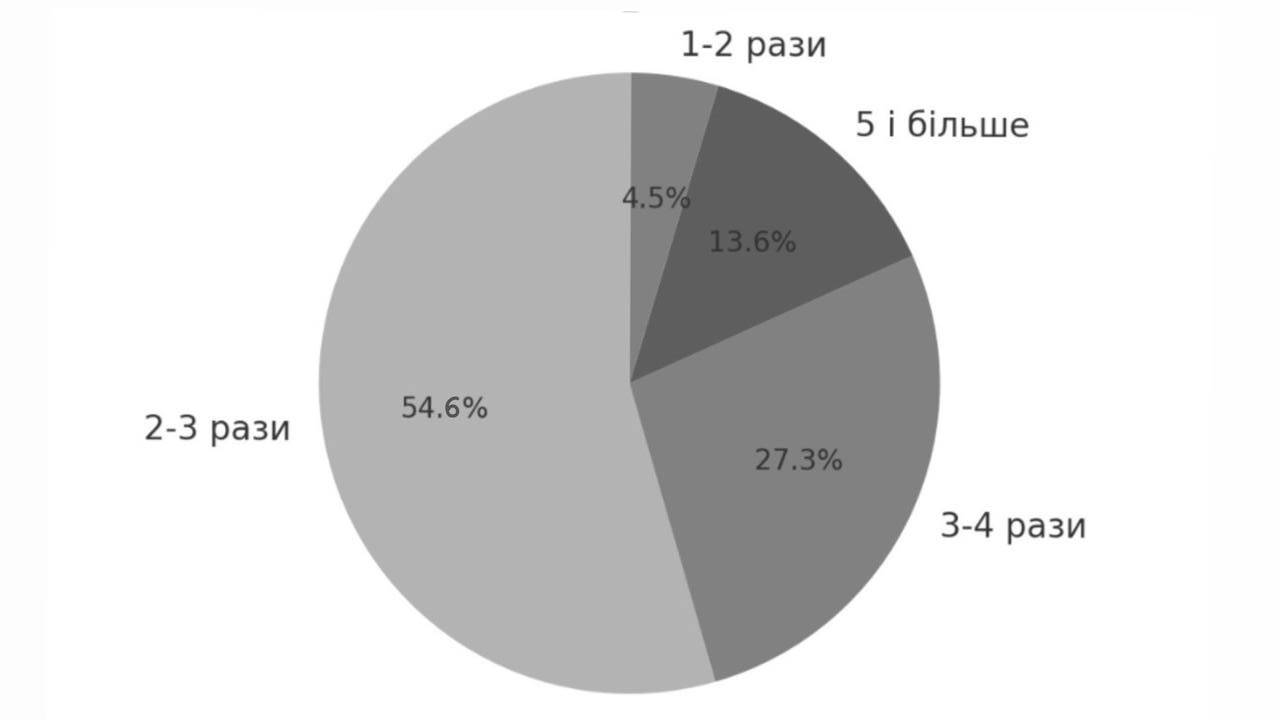 1-2 рази
5 і більше
4.5%
13.6%
54.6%
2-3 рази
27.3%
3-4 рази